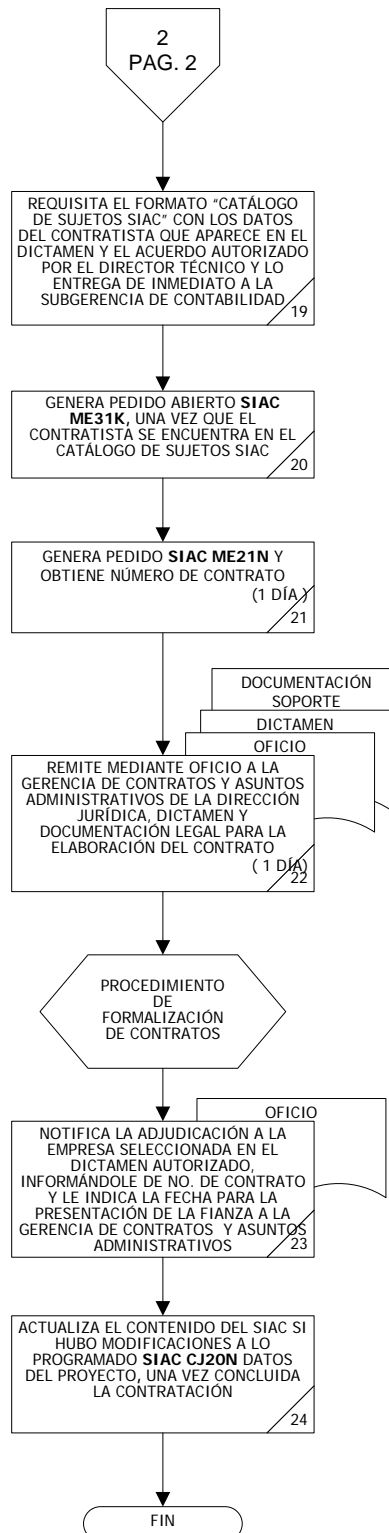 2
PAG. 2
REQUISITA EL FORMATO “CATÁLOGO
DE SUJETOS SIAC” CON LOS DATOS
DEL CONTRATISTA QUE APARECE EN EL
DICTAMEN Y EL ACUERDO AUTORIZADO
POR EL DIRECTOR TÉCNICO Y LO
ENTREGA DE INMEDIATO A LA
SUBGERENCIA DE CONTABILIDAD
19
GENERA PEDIDO ABIERTO SIAC
ME31K, UNA VEZ QUE EL
CONTRATISTA SE ENCUENTRA EN EL
CATÁLOGO DE SUJETOS SIAC
20
GENERA PEDIDO SIAC ME21N Y
OBTIENE NÚMERO DE CONTRATO
(1 DÍA )
21
DOCUMENTACIÓN
SOPORTE
DICTAMEN
OFICIO
REMITE MEDIANTE OFICIO A LA
GERENCIA DE CONTRATOS Y ASUNTOS
ADMINISTRATIVOS DE LA DIRECCIÓN
JURÍDICA, DICTAMEN Y
DOCUMENTACIÓN LEGAL PARA LA
ELABORACIÓN DEL CONTRATO
( 1 DÍA)
22
PROCEDIMIENTO
DE
FORMALIZACIÓN
DE CONTRATOS
OFICIO
NOTIFICA LA ADJUDICACIÓN A LA
EMPRESA SELECCIONADA EN EL
DICTAMEN AUTORIZADO,
INFORMÁNDOLE DE NO. DE CONTRATO
Y LE INDICA LA FECHA PARA LA
PRESENTACIÓN DE LA FIANZA A LA
GERENCIA DE CONTRATOS Y ASUNTOS
ADMINISTRATIVOS
23
ACTUALIZA EL CONTENIDO DEL SIAC SI
HUBO MODIFICACIONES A LO
PROGRAMADO SIAC CJ20N DATOS
DEL PROYECTO, UNA VEZ CONCLUIDA
LA CONTRATACIÓN
24
FIN